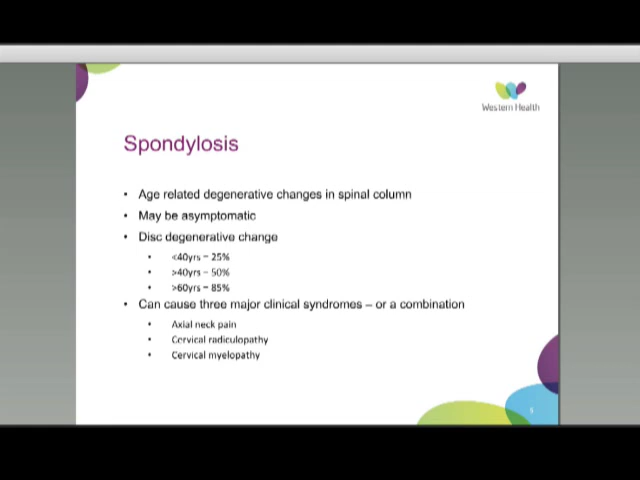 Western Health
Spondylosis
• Age related degenerative changes in spinal column
• May be asymptomatic
• Disc degenerative change
• <40yrs – 25%
• >40yrs – 50%
• >60yrs – 85%
• Can cause three major clinical syndromes – or a combination
• Axial neck pain
• Cervical radiculopathy
• Cervical myelopathy